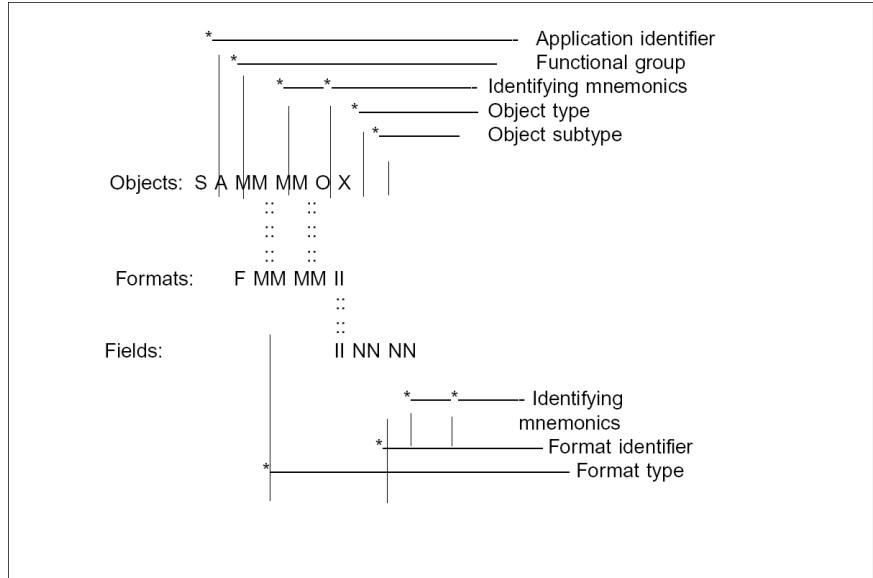 * - Application identifier
* Functional group
* * - Identifying mnemonics
* Object type
* Object subtype
Objects: S A MM MM O X
:: ::
:: ::
:: ::
Formats: F MM MM II
::
::
Fields: II NN NN
* * - Identifying
mnemonics
* Format identifier
* Format type